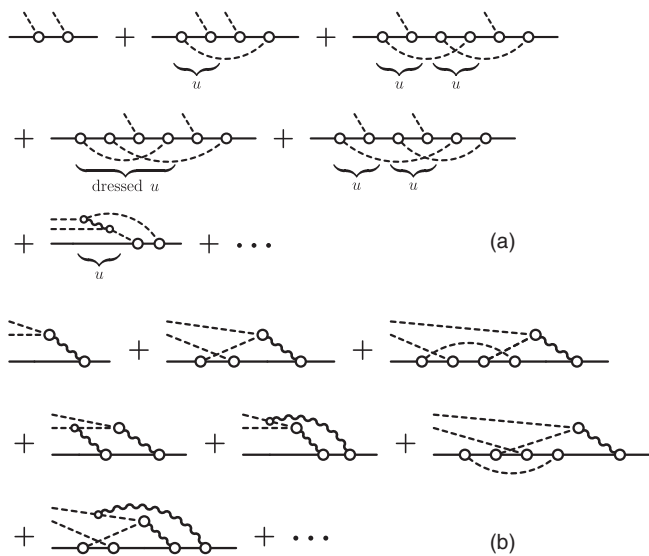 + +
u u u
+ +
dressed u u u
+ + • • •
u (a)
+ +
+ + +
+ + • • • (b)